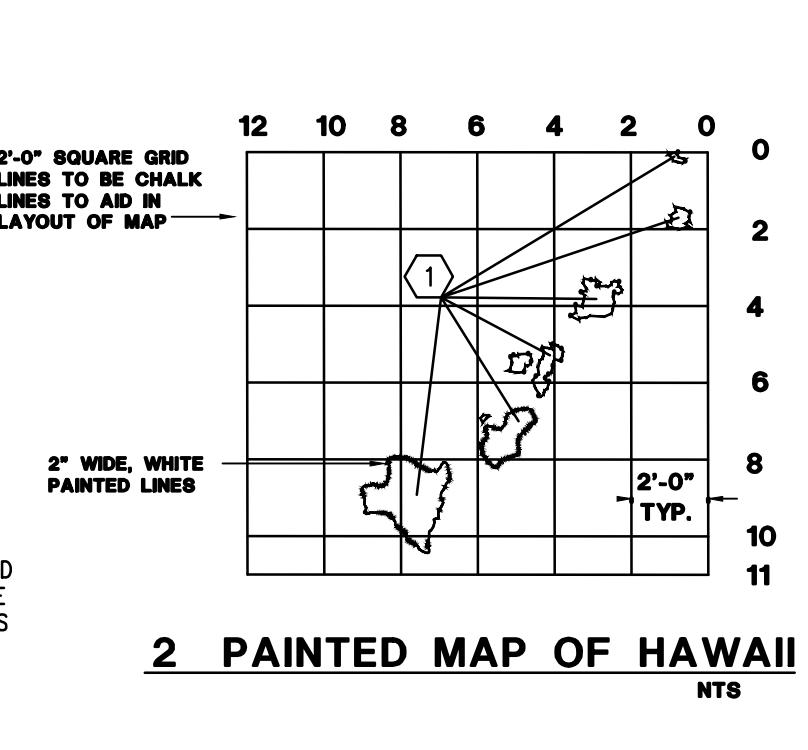 12 10 8 6 4 2 0
0
2'-0" SQUARE GRID
LINES TO BE CHALK
LINES TO AID IN
LAYOUT OF MAP
2
1
4
6
2" WIDE, WHITE
PAINTED LINES
8
2'-0"
TYP.
10
11
D
E
S
2 PAINTED MAP OF HAWAII
NTS